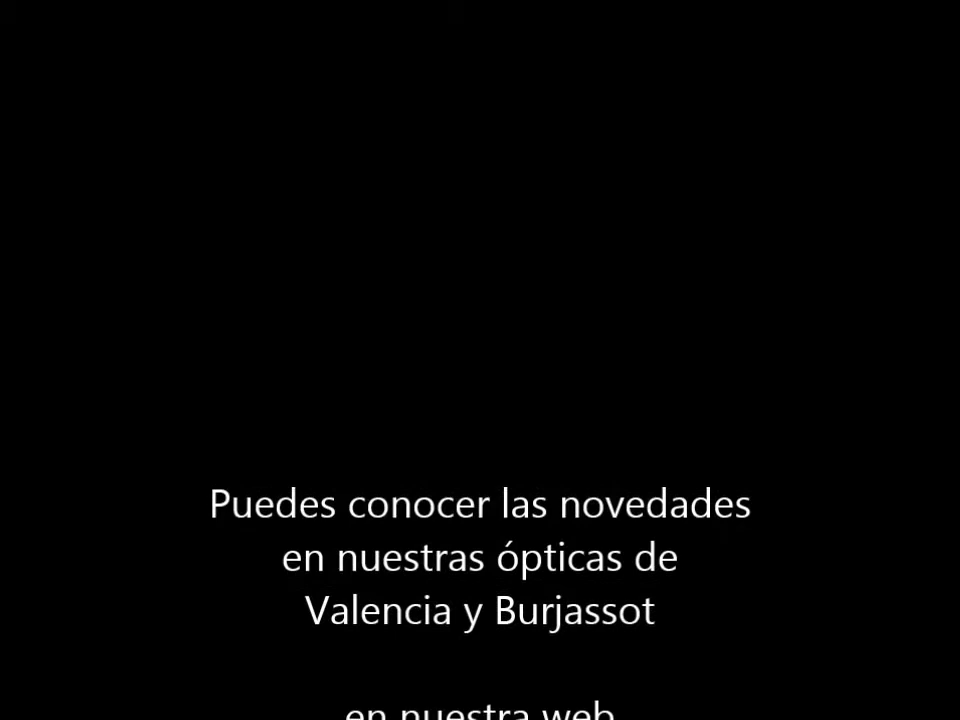 Puedes conocer las novedades
en nuestras ópticas de
Valencia y Burjassot
en nuestra web